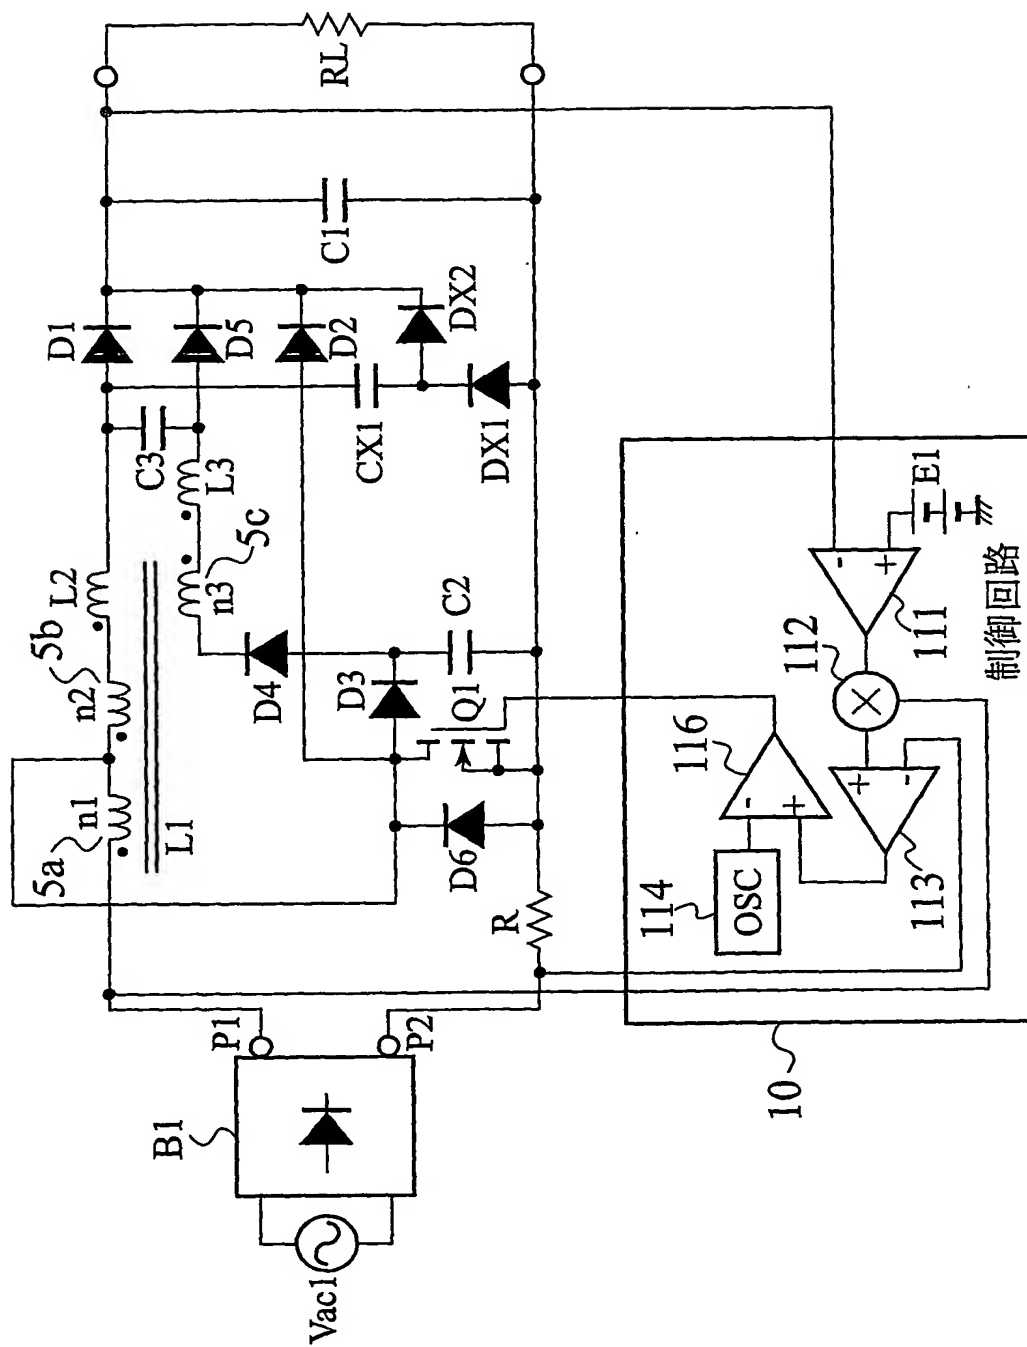 Vac1
B1
P1
P2
5a
n1
L1
n2
5b
L2
n3
5c
L3
C3
D1
D5
D2
DX2
CX1
DX1
C1
RL
D4
D3
C2
Q1
D6
R
10
114
OSC
116
-
+
113
+
-
112
111
-
+
E1
制御回路